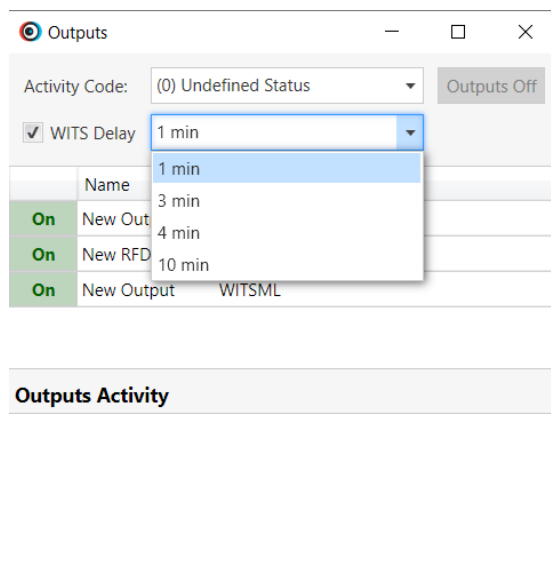 Outputs
Activity Code: (0) Undefined Status Outputs Off
WITS Delay 1 min
1 min
3 min
4 min
10 min
Name
On New Out
On New RFD
On New Output WITSML
Outputs Activity